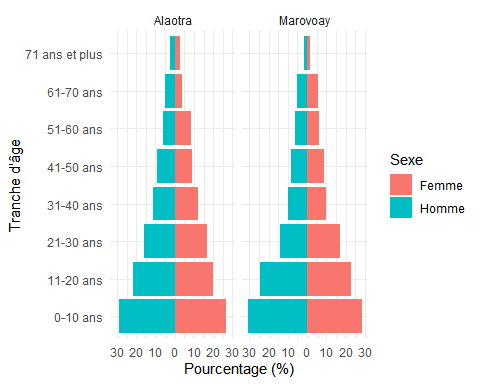 Alaotra Marovoay
71 ans et plus
61-70 ans
51-60 ans
41-50 ans
31-40 ans
21-30 ans
11-20 ans
0-10 ans
Tranche d'âge
30 20 10 0 10 20 30 30 20 10 0 10 20 30
Pourcentage (%)
Sexe
Femme
Homme